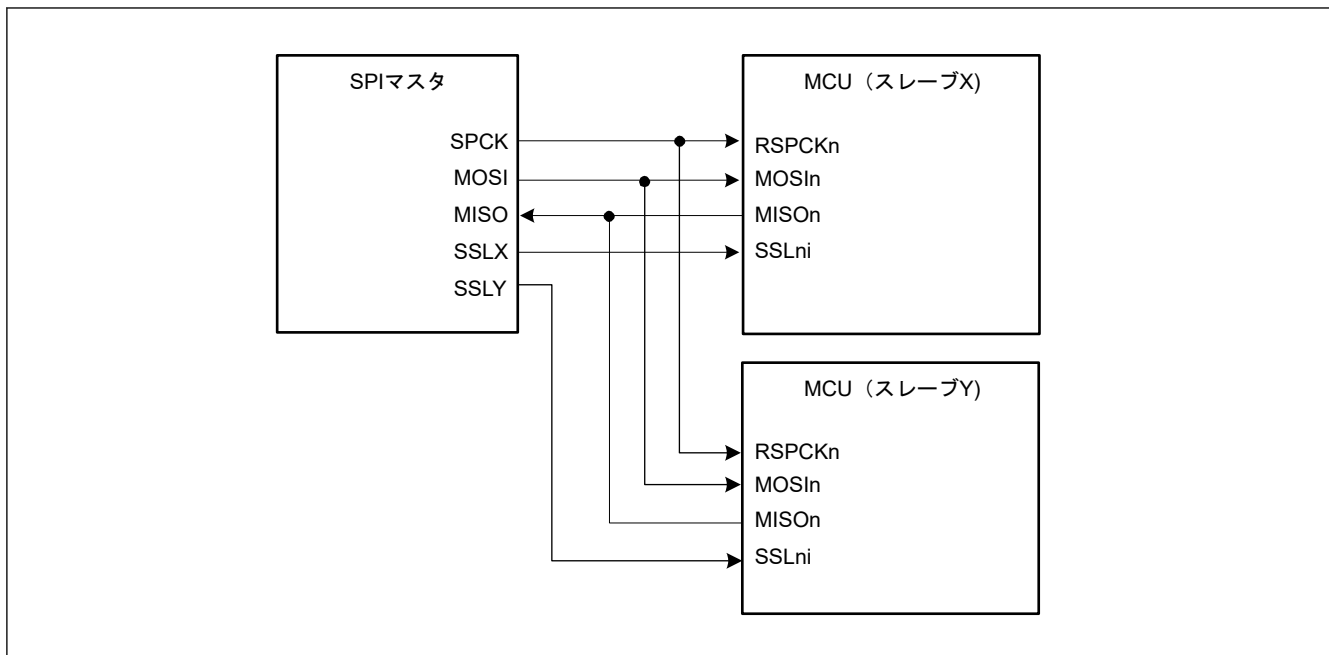 SPIマスタ
SPCK
MOSI
MISO
SSLX
SSLY
MCU（スレーブX)
RSPCKn
MOSIn
MISOn
SSLni
MCU（スレーブY)
RSPCKn
MOSIn
MISOn
SSLni